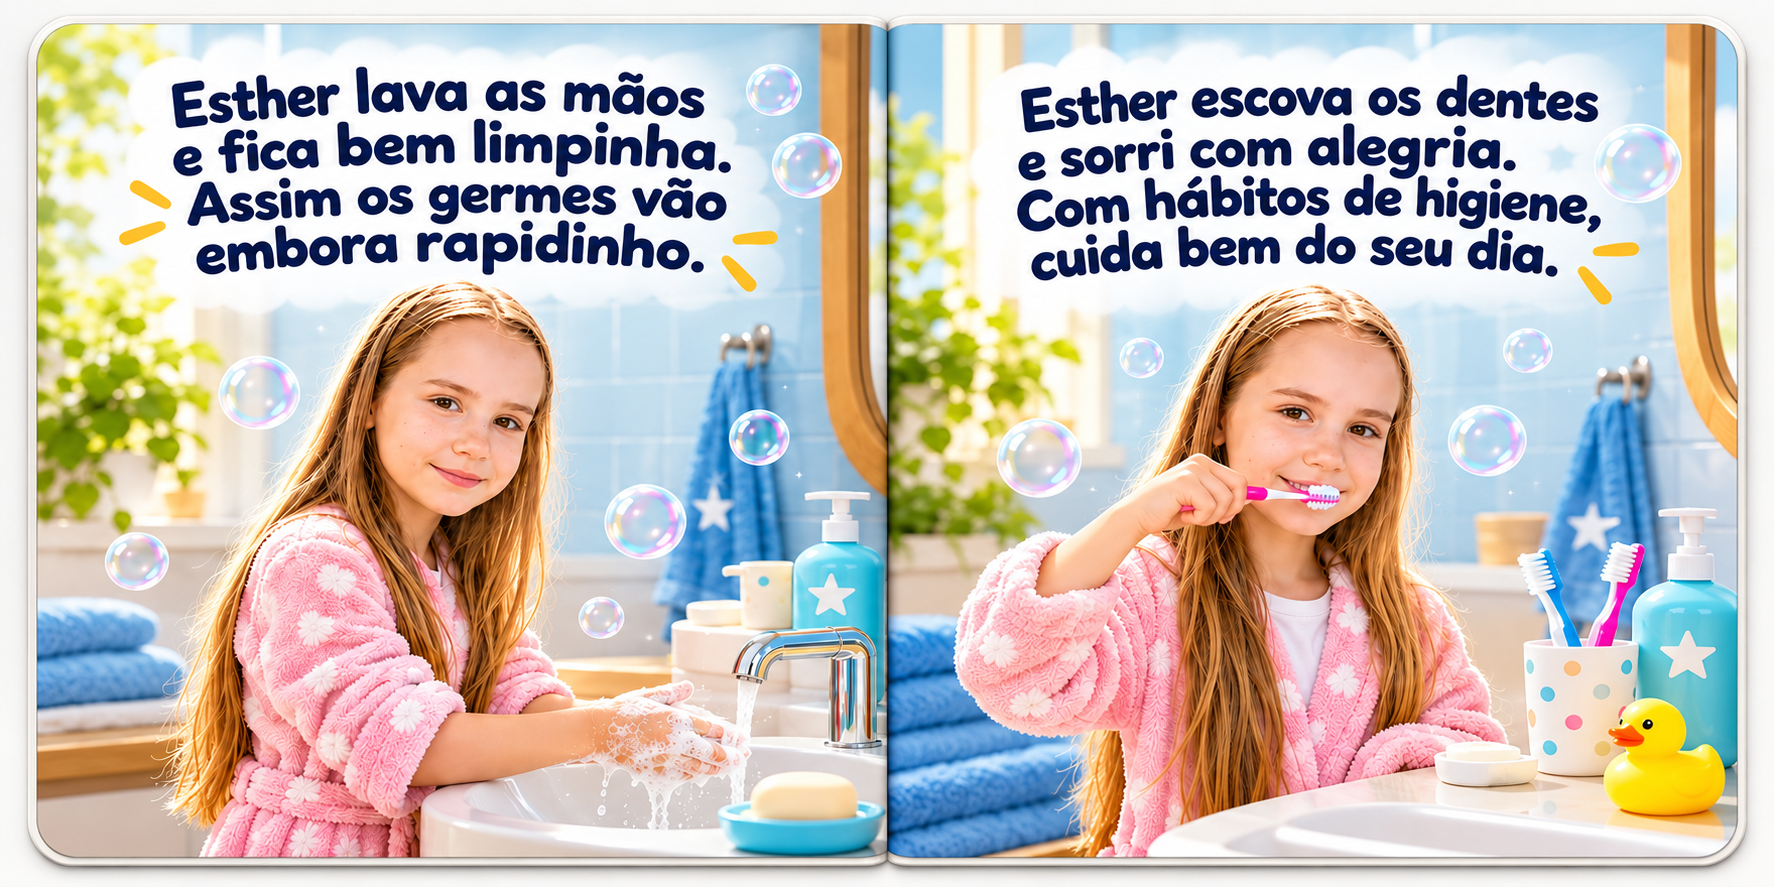 Esther lava as mãos
e fica bem limpinha.
Assim os germes vão
embora rapidinho.
Esther escova os dentes
e sorri com alegria.
Com hábitos de higiene,
cuida bem do seu dia.